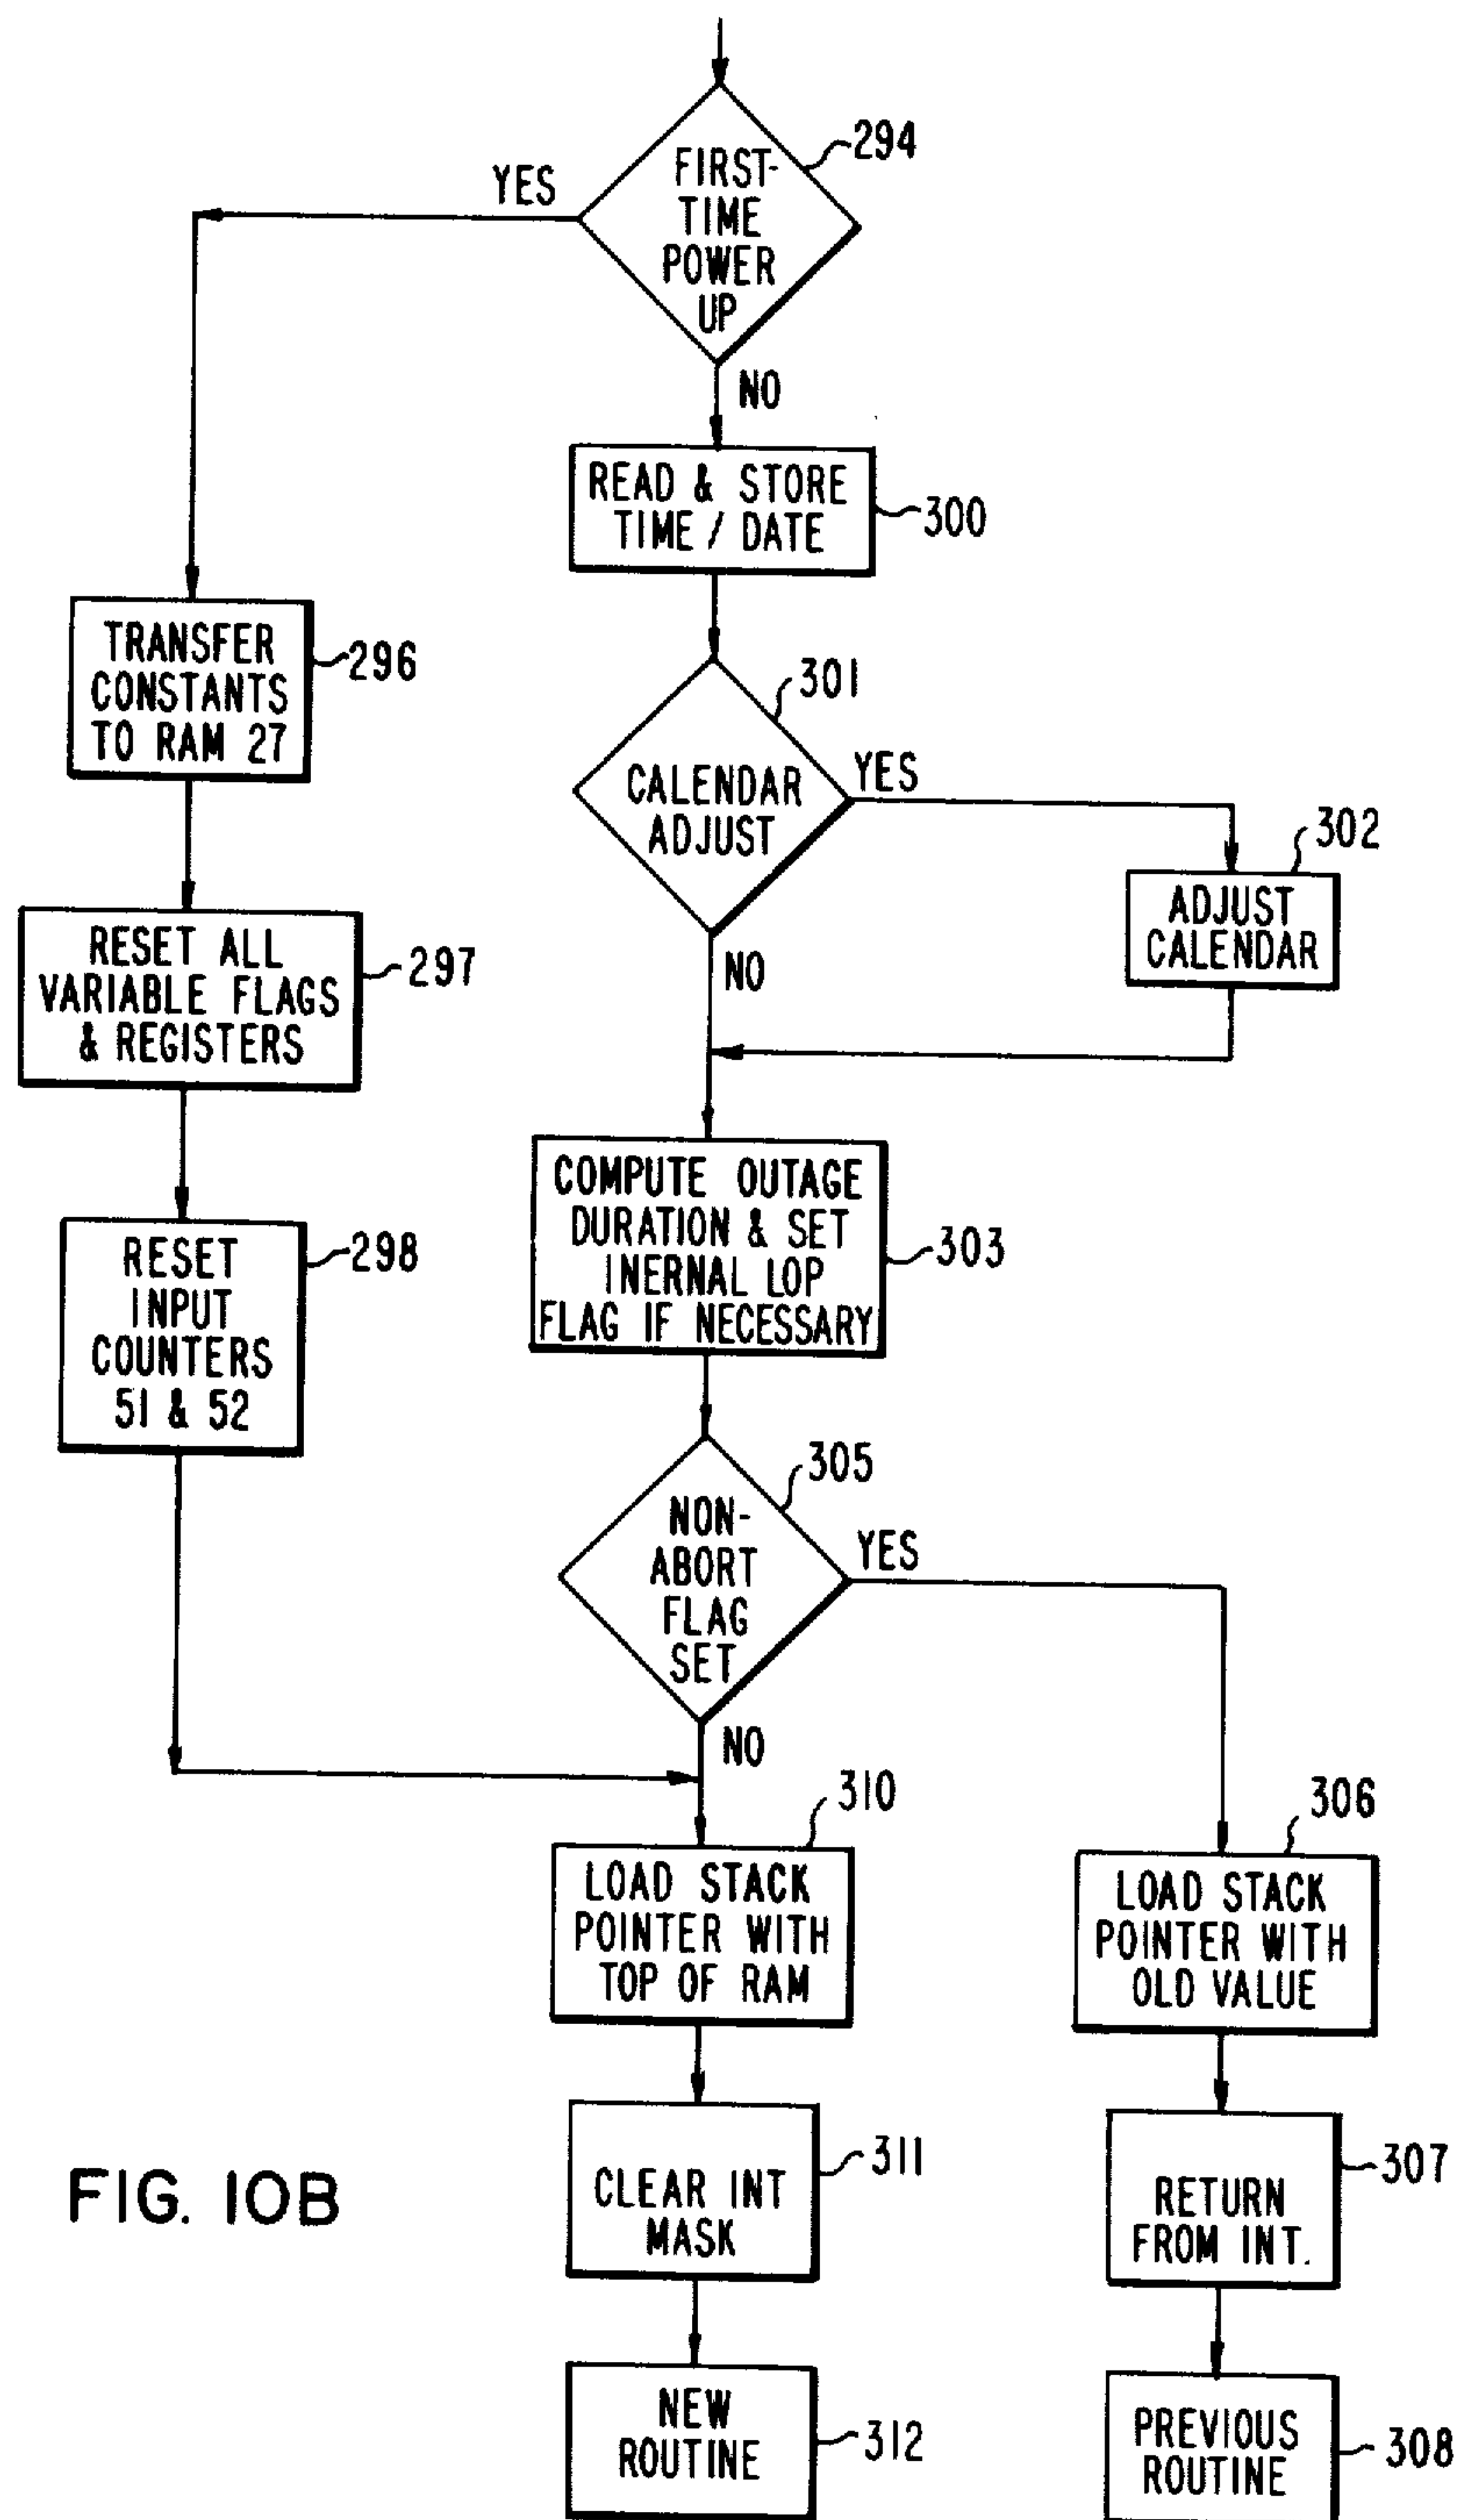 294
FIRST-
TIME
POWER
UP
YES
NO
READ & STORE
TIME / DATE
300
TRANSFER
CONSTANTS
TO RAM 27
296
301
CALENDAR
ADJUST
YES
NO
302
ADJUST
CALENDAR
RESET ALL
VARIABLE FLAGS
& REGISTERS
297
COMPUTE OUTAGE
DURATION & SET
INERNAL LOP
FLAG IF NECESSARY
303
RESET
INPUT
COUNTERS
51 & 52
298
305
NON-
ABORT
FLAG
SET
YES
NO
310
LOAD STACK
POINTER WITH
TOP OF RAM
306
LOAD STACK
POINTER WITH
OLD VALUE
311
CLEAR INT
MASK
307
RETURN
FROM INT.
FIG. 10B
NEW
ROUTINE
312
PREVIOUS
ROUTINE
308